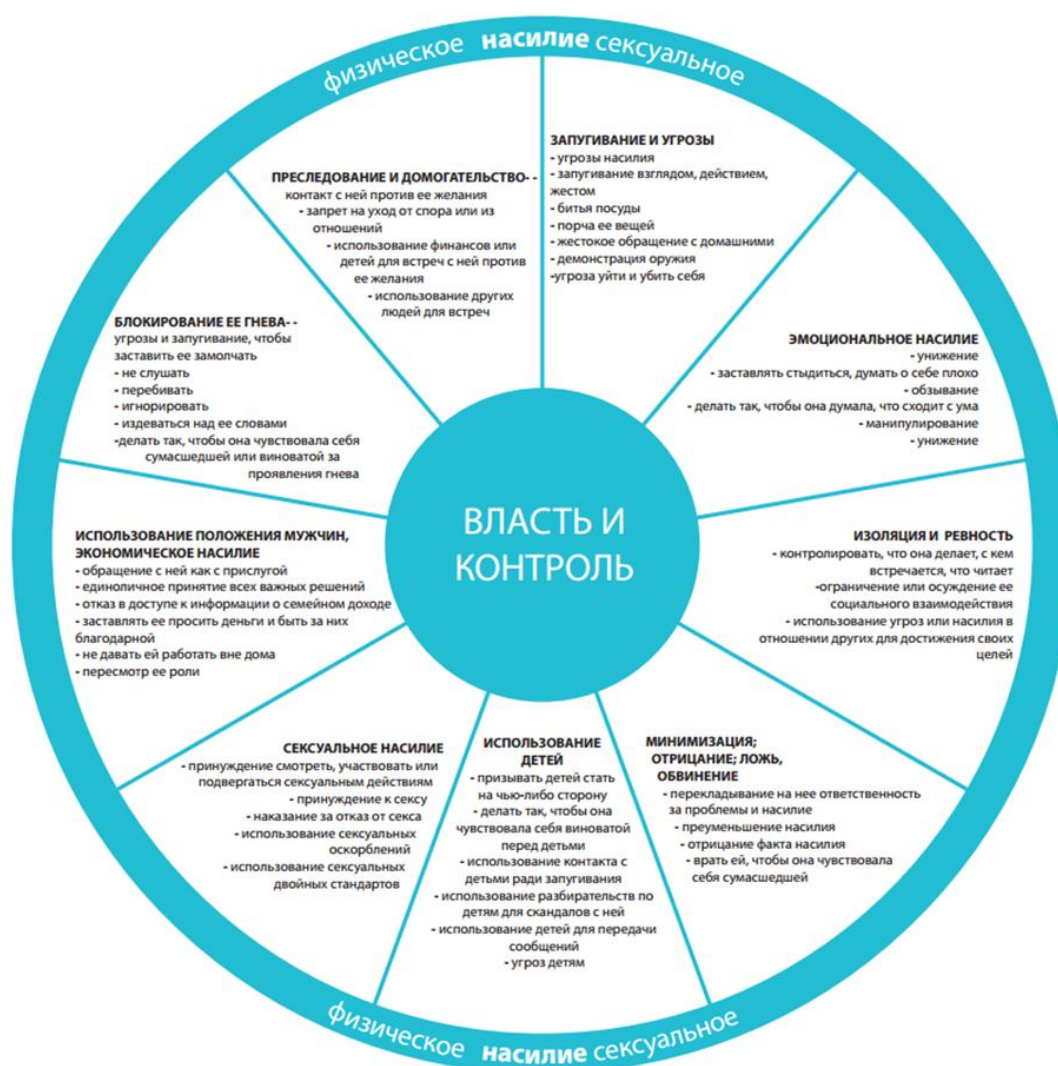 физическое насилие сексуальное
ЗАПУГИВАНИЕ И УГРОЗЫ
- угрозы насилия
- запугивание взглядом, действием,
жестом
- битья посуды
- порча ее вещей
- жестокое обращение с домашними
- демонстрация оружия
-угроза уйти и убить себя
ЭМОЦИОНАЛЬНОЕ НАСИЛИЕ
- унижение
- заставлять стыдиться, думать о себе плохо
- обзывание
- делать так, чтобы она думала, что сходит с ума
- манипулирование
- унижение
ИЗОЛЯЦИЯ И РЕВНОСТЬ
- контролировать, что она делает, с кем
встречается, что читает
-ограничение или осуждение ее
социального взаимодействия
- использование угроз или насилия в
отношении других для достижения своих
целей
МИНИМИЗАЦИЯ;
ОТРИЦАНИЕ; ЛОЖЬ,
ОБВИНЕНИЕ
- перекладывание на нее ответственность
за проблемы и насилие
- преуменьшение насилия
- отрицание факта насилия
- врать ей, чтобы она чувствовала
себя сумасшедшей
ИСПОЛЬЗОВАНИЕ
ДЕТЕЙ
- призывать детей стать
на чью-либо сторону
- делать так, чтобы она
чувствовала себя виноватой
перед детьми
- использование контакта с
детьми ради запугивания
- использование разбирательств по
детям для скандалов с ней
- использование детей для передачи
сообщений
- угроз детям
СЕКСУАЛЬНОЕ НАСИЛИЕ
- принуждение смотреть, участвовать или
подвергаться сексуальным действиям
- принуждение к сексу
- наказание за отказ от секса
- использование сексуальных
оскорблений
- использование сексуальных
двойных стандартов
ИСПОЛЬЗОВАНИЕ ПОЛОЖЕНИЯ МУЖЧИН,
ЭКОНОМИЧЕСКОЕ НАСИЛИЕ
- обращение с ней как с прислугой
- единоличное принятие всех важных решений
- отказ в доступе к информации о семейном доходе
- заставлять ее просить деньги и быть за них
благодарной
- не давать ей работать вне дома
- пересмотр ее роли
БЛОКИРОВАНИЕ ЕЕ ГНЕВА- -
угрозы и запугивание, чтобы
заставить ее замолчать
- не слушать
- перебивать
- игнорировать
- издеваться над ее словами
-делать так, чтобы она чувствовала себя
сумасшедшей или виноватой за
проявления гнева
ПРЕСЛЕДОВАНИЕ И ДОМОГАТЕЛЬСТВО- -
контакт с ней против ее желания
- запрет на уход от спора или из
отношений
- использование финансов или
детей для встреч с ней против
ее желания
- использование других
людей для встреч
ВЛАСТЬ И
КОНТРОЛЬ
физическое насилие сексуальное